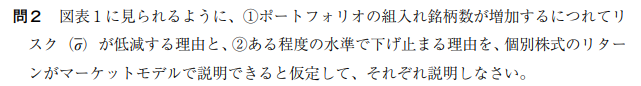 問２ 図表１に見られるように、①ポートフォリオの組入れ銘柄数が増加するにつれてリ
スク（σ̅）が低減する理由と、②ある程度の水準で下げ止まる理由を、個別株式のリター
ンがマーケットモデルで説明できると仮定して、それぞれ説明しなさい。